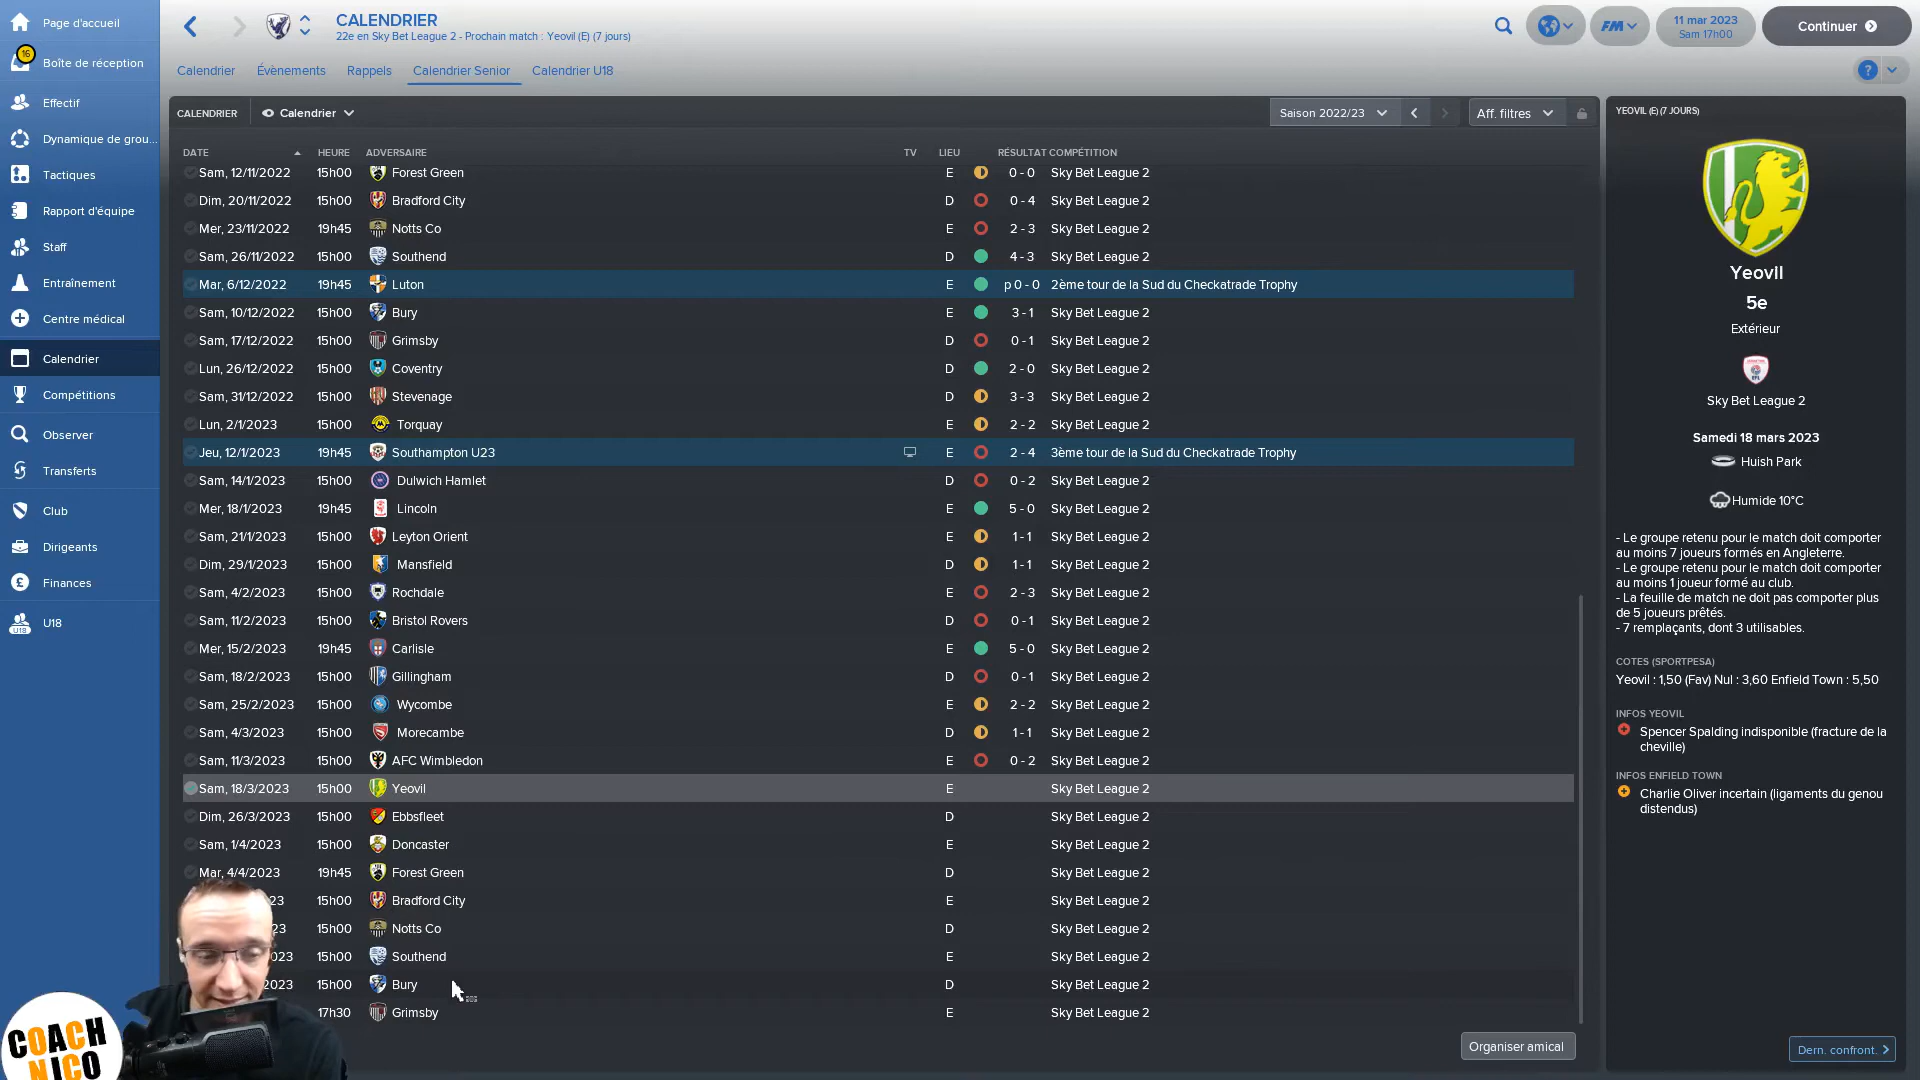 Page d'accueil
16
Boîte de réception
Effectif
Dynamique de grou...
Tactiques
Rapport d'équipe
Staff
Entraînement
Centre médical
Calendrier
Compétitions
Observer
Transferts
Club
Dirigeants
Finances
U18
U18
CALENDRIER
22e en Sky Bet League 2 - Prochain match : Yeovil (E) (7 jours)
FM
11 mar 2023
Sam 17h00
Continuer
Calendrier Évènements Rappels Calendrier Senior Calendrier U18
?
CALENDRIER Calendrier Saison 2022/23 Aff. filtres
DATE HEURE ADVERSAIRE TV LIEU RÉSULTAT COMPÉTITION
Sam, 12/11/2022 15h00 Forest Green E 0 - 0 Sky Bet League 2
Dim, 20/11/2022 15h00 Bradford City D 0 - 4 Sky Bet League 2
Mer, 23/11/2022 19h45 Notts Co E 2 - 3 Sky Bet League 2
Sam, 26/11/2022 15h00 Southend D 4 - 3 Sky Bet League 2
Mar, 6/12/2022 19h45 Luton E p 0 - 0 2ème tour de la Sud du Checkatrade Trophy
Sam, 10/12/2022 15h00 Bury E 3 - 1 Sky Bet League 2
Sam, 17/12/2022 15h00 Grimsby D 0 - 1 Sky Bet League 2
Lun, 26/12/2022 15h00 Coventry D 2 - 0 Sky Bet League 2
Sam, 31/12/2022 15h00 Stevenage D 3 - 3 Sky Bet League 2
Lun, 2/1/2023 15h00 Torquay E 2 - 2 Sky Bet League 2
Jeu, 12/1/2023 19h45 Southampton U23 E 2 - 4 3ème tour de la Sud du Checkatrade Trophy
Sam, 14/1/2023 15h00 Dulwich Hamlet D 0 - 2 Sky Bet League 2
Mer, 18/1/2023 19h45 Lincoln E 5 - 0 Sky Bet League 2
Sam, 21/1/2023 15h00 Leyton Orient E 1 - 1 Sky Bet League 2
Dim, 29/1/2023 15h00 Mansfield D 1 - 1 Sky Bet League 2
Sam, 4/2/2023 15h00 Rochdale E 2 - 3 Sky Bet League 2
Sam, 11/2/2023 15h00 Bristol Rovers D 0 - 1 Sky Bet League 2
Mer, 15/2/2023 19h45 Carlisle E 5 - 0 Sky Bet League 2
Sam, 18/2/2023 15h00 Gillingham D 0 - 1 Sky Bet League 2
Sam, 25/2/2023 15h00 Wycombe E 2 - 2 Sky Bet League 2
Sam, 4/3/2023 15h00 Morecambe D 1 - 1 Sky Bet League 2
Sam, 11/3/2023 15h00 AFC Wimbledon E 0 - 2 Sky Bet League 2
Sam, 18/3/2023 15h00 Yeovil E Sky Bet League 2
Dim, 26/3/2023 15h00 Ebbsfleet D Sky Bet League 2
Sam, 1/4/2023 15h00 Doncaster E Sky Bet League 2
Mar, 4/4/2023 19h45 Forest Green D Sky Bet League 2
23 15h00 Bradford City E Sky Bet League 2
23 15h00 Notts Co D Sky Bet League 2
023 15h00 Southend E Sky Bet League 2
2023 15h00 Bury D Sky Bet League 2
17h30 Grimsby E Sky Bet League 2
Organiser amical
COACH
NICO
YEOVIL (E) (7 JOURS)
Yeovil
5e
Extérieur
EFL
Sky Bet League 2
Samedi 18 mars 2023
Huish Park
Humide 10°C
- Le groupe retenu pour le match doit comporter
au moins 7 joueurs formés en Angleterre.
- Le groupe retenu pour le match doit comporter
au moins 1 joueur formé au club.
- La feuille de match ne doit pas comporter plus
de 5 joueurs prêtés.
- 7 remplaçants, dont 3 utilisables.
COTES (SPORTPESA)
Yeovil : 1,50 (Fav) Nul : 3,60 Enfield Town : 5,50
INFOS YEOVIL
Spencer Spalding indisponible (fracture de la
cheville)
INFOS ENFIELD TOWN
Charlie Oliver incertain (ligaments du genou
distendus)
Dern. confront.